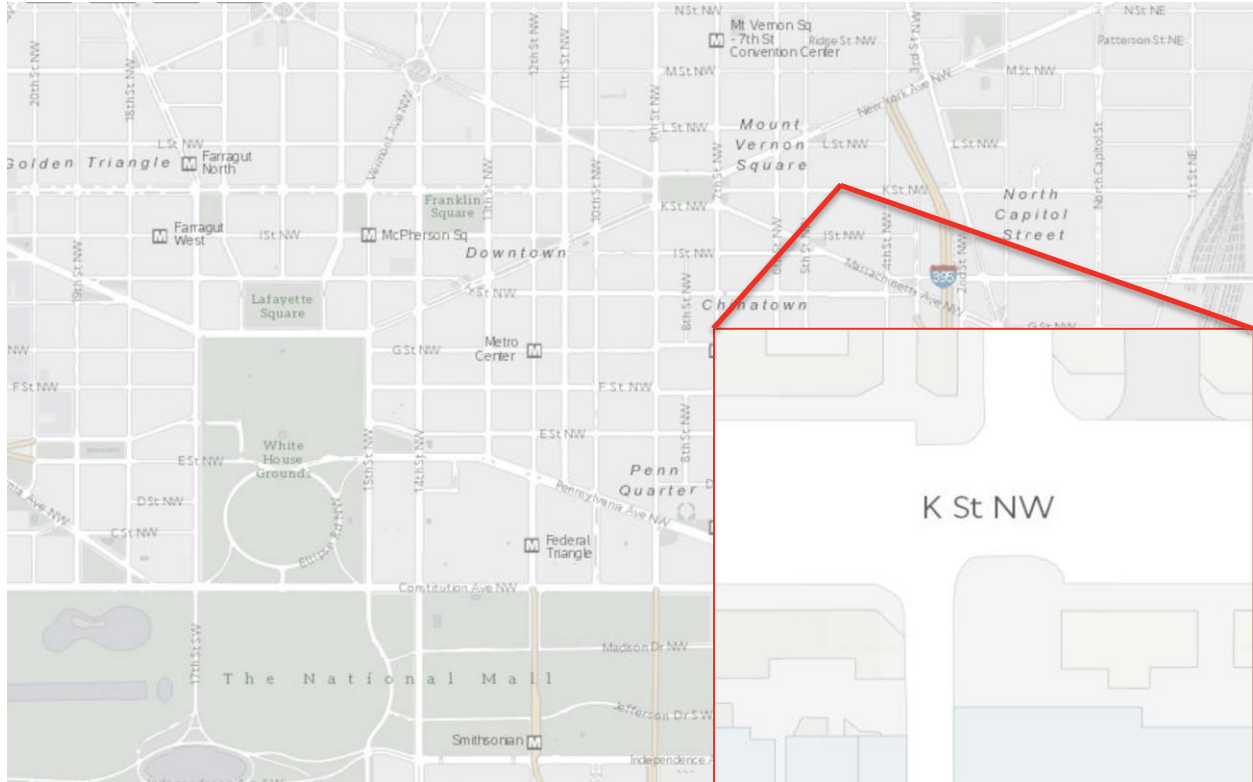 N St NW
N St NE
Mt Vernon Sq
- 7th St
Convention Center
Ridge St NW
Patterson St NE
3rd St NW
12th St NW
11th St NW
20th St NW
18th St NW
M St NW
M St NW
New York Ave NW
9th St NW
L St NW
L St NW
L St NW
L St NW
Mount
Vernon
Square
Golden Triangle
Farragut
North
Vermont Ave NW
7th St NW
North Capitol St
1st St NE
K St NW
K St NW
North
Capitol
Street
Franklin
Square
13th St NW
10th St NW
Farragut
West
I St NW
McPherson Sq
Downtown
I St NW
I St NW
6th St NW
5th St NW
4th St NW
2nd St NW
Massachusetts Ave NW
395
19th St NW
Lafayette
Square
8th St NW
Chinatown
G St NW
Metro
Center
G St NW
NW
F St NW
F St NW
White
House
Grounds
15th St NW
14th St NW
E St NW
E St NW
8th St NW
Penn
Quarter
Pennsylvania Ave NW
D St NW
D
C St NW
Ellipse Rd NW
Federal
Triangle
K St NW
Constitution Ave NW
17th St SW
Madison Dr NW
The National Mall
Jefferson Dr SW
Smithsonian
Independence A
Independence Ave SW